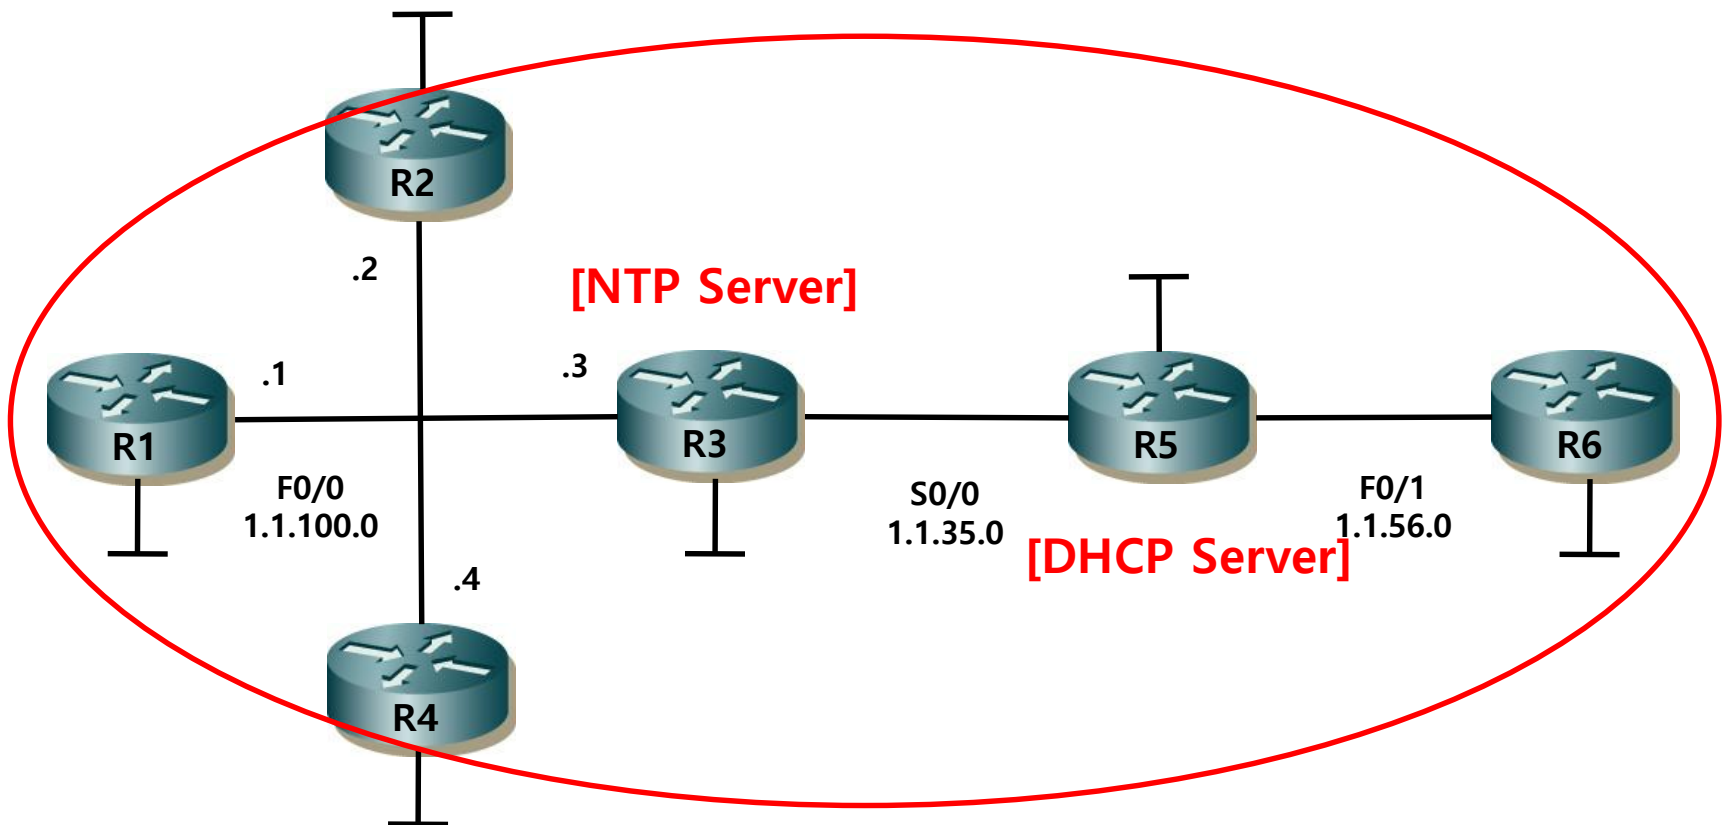 R2
.2
[NTP Server]
.1
.3
R1
R3
R5
R6
F0/0
1.1.100.0
S0/0
1.1.35.0
F0/1
1.1.56.0
[DHCP Server]
.4
R4